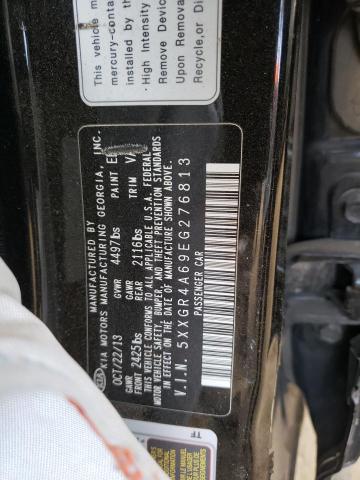 This vehicle m
mercury-cont
installed by th
· High Intensity
Remove Devic
Upon Remova
Recycle, or Di
MANUFACTURED BY
KIA KIA MOTORS MANUFACTURING GEORGIA, INC.
OCT/22/13 GVWR 4497lbs PAINT E
GAWR FRONT 2425lbs GAWR REAR 2116lbs TRIM V
THIS VEHICLE CONFORMS TO ALL APPLICABLE U.S.A. FEDERAL
MOTOR VEHICLE SAFETY, BUMPER, AND THEFT PREVENTION STANDARDS
IN EFFECT ON THE DATE OF MANUFACTURE SHOWN ABOVE.
V.I.N. 5XXGR4A69EG276813
PASSENGER CAR